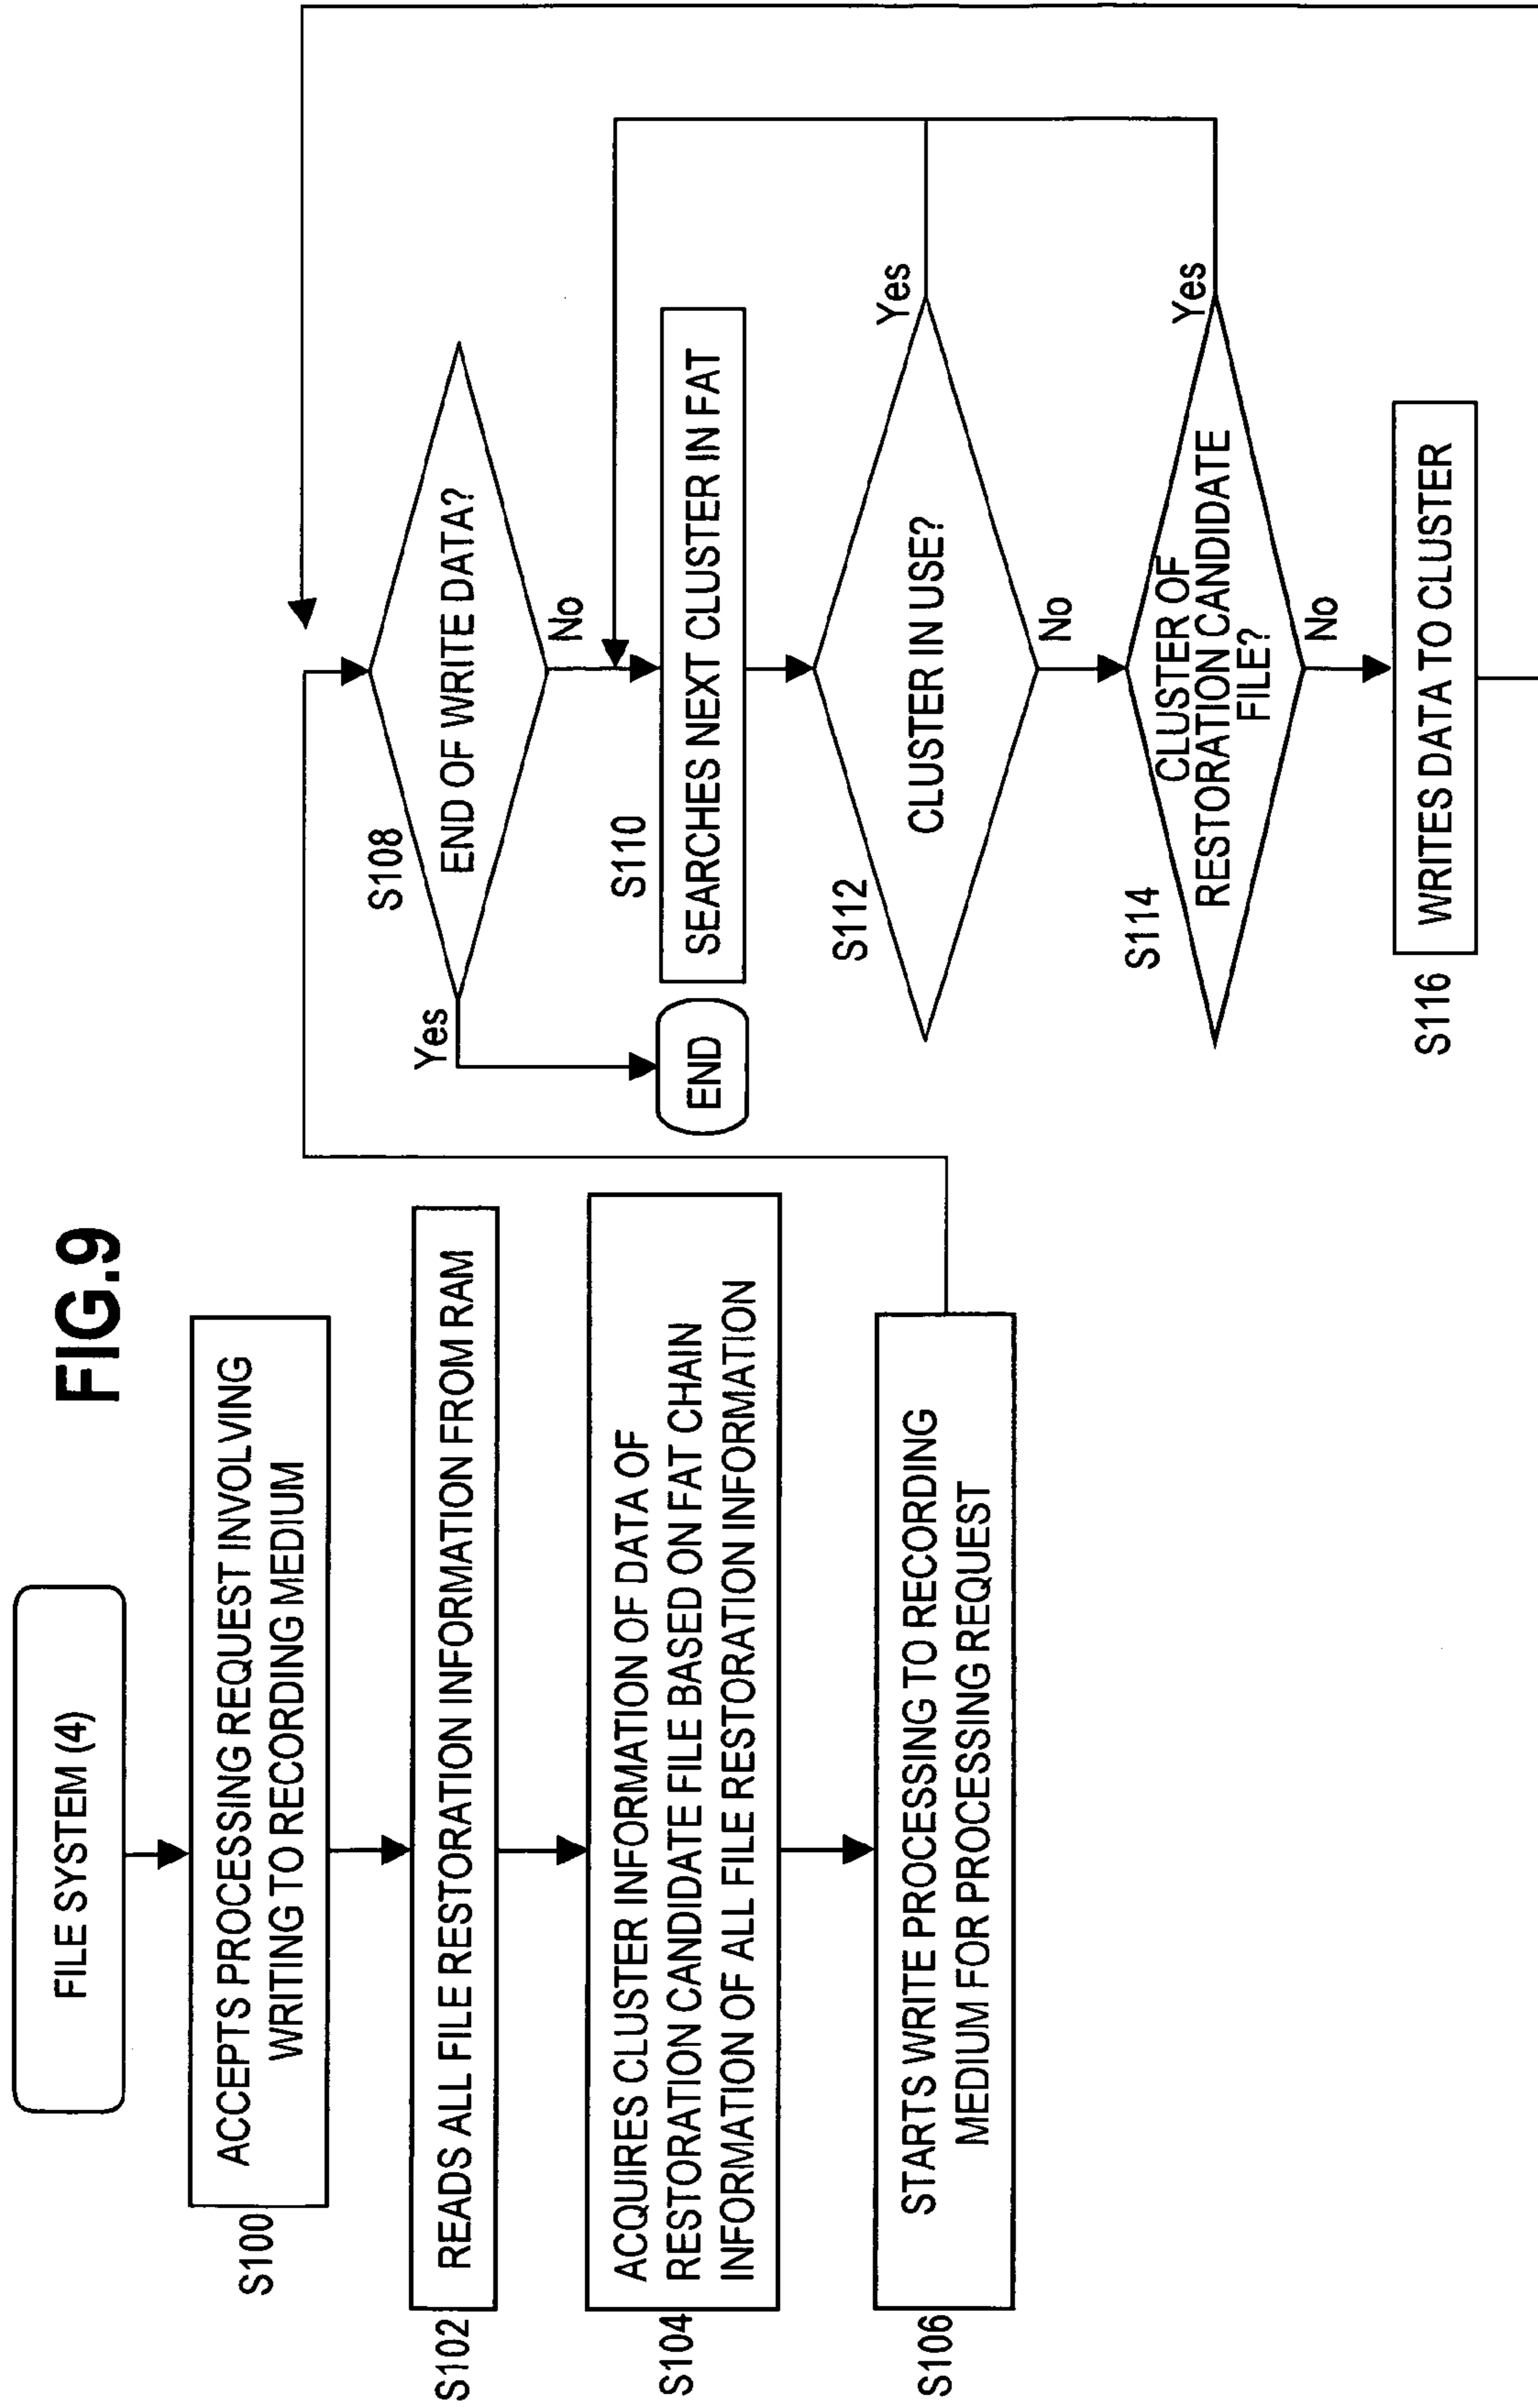 FIG.9
FILE SYSTEM (4)
S100
ACCEPTS PROCESSING REQUEST INVOLVING
WRITING TO RECORDING MEDIUM
S102
READS ALL FILE RESTORATION INFORMATION FROM RAM
S104
ACQUIRES CLUSTER INFORMATION OF DATA OF
RESTORATION CANDIDATE FILE BASED ON FAT CHAIN
INFORMATION OF ALL FILE RESTORATION INFORMATION
S106
STARTS WRITE PROCESSING TO RECORDING
MEDIUM FOR PROCESSING REQUEST
S108
END OF WRITE DATA?
Yes
No
END
S110
SEARCHES NEXT CLUSTER IN FAT
S112
CLUSTER IN USE?
Yes
No
S114
CLUSTER OF
RESTORATION CANDIDATE
FILE?
Yes
No
S116
WRITES DATA TO CLUSTER